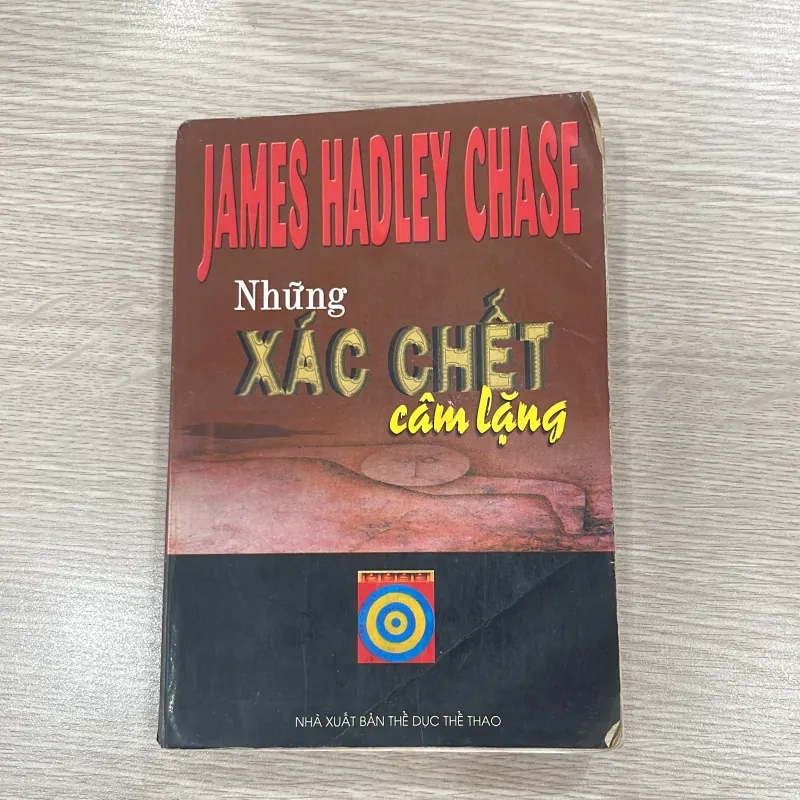 JAMES HADLEY CHASE
Những
XÁC CHẾT
câm lặng
NHÀ XUẤT BẢN THỂ DỤC THỂ THAO